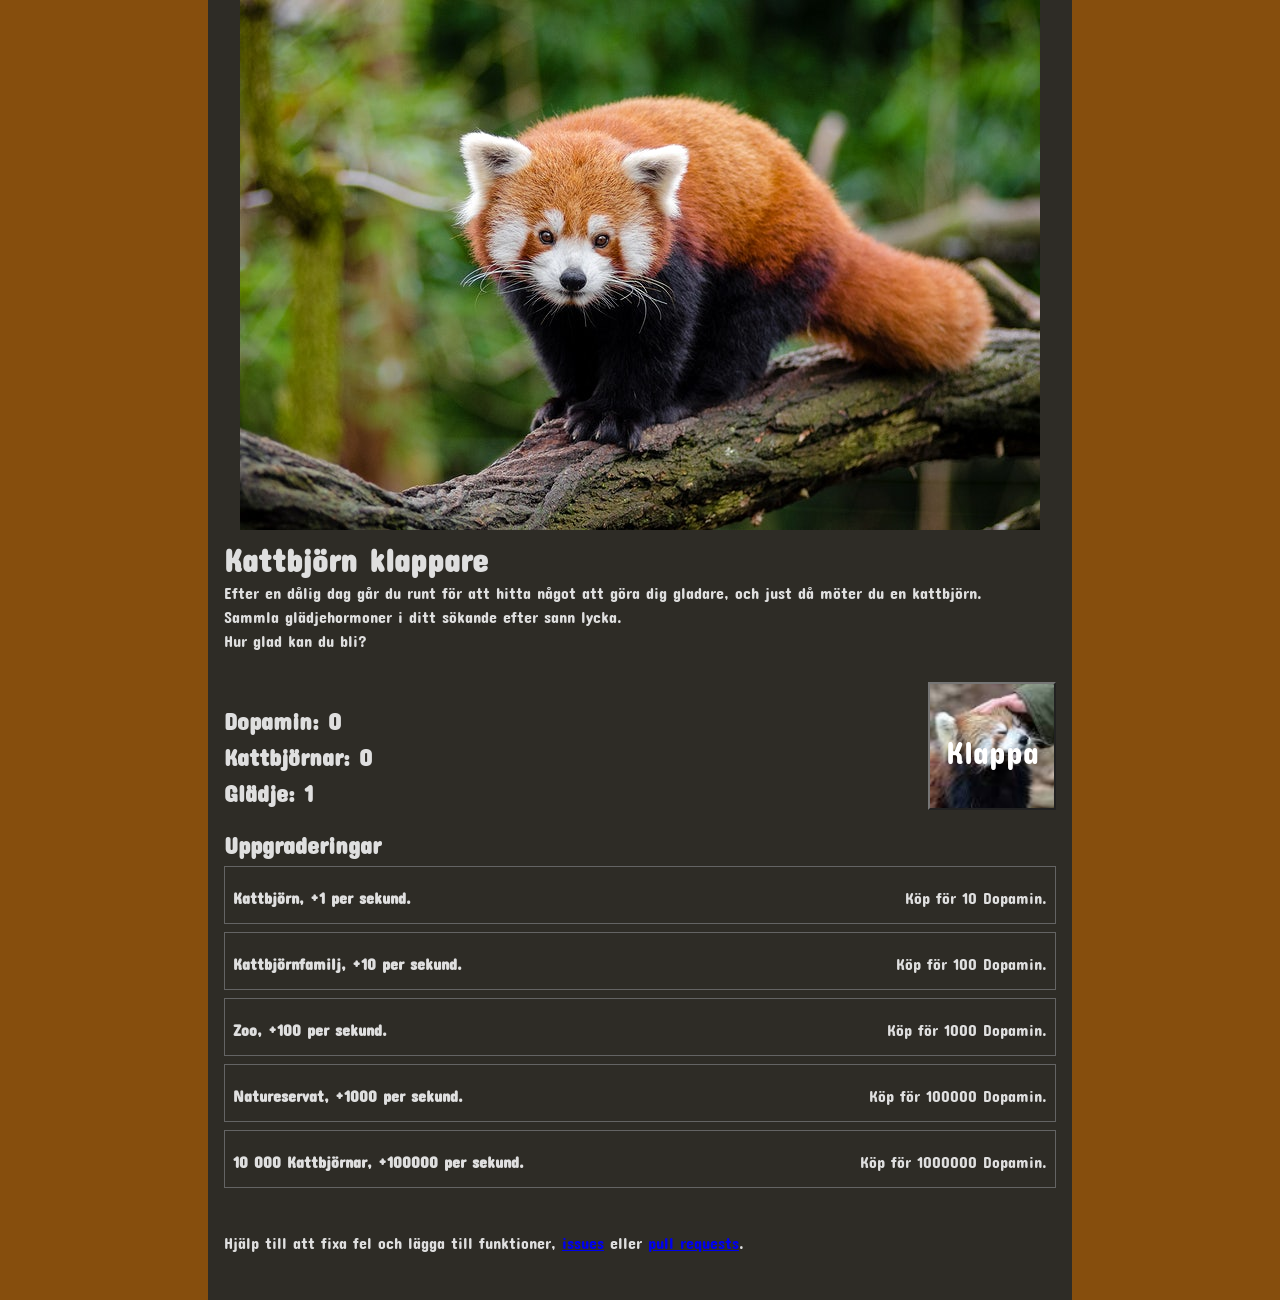 Kattbjörn klappare
Efter en dålig dag går du runt för att hitta något att göra dig gladare, och just då möter du en kattbjörn.
Sammla glädjehormoner i ditt sökande efter sann lycka.
Hur glad kan du bli?
Dopamin: 0
Kattbjörnar: 0
Glädje: 1
Klappa
Uppgraderingar
Kattbjörn, +1 per sekund. Köp för 10 Dopamin.
Kattbjörnfamilj, +10 per sekund. Köp för 100 Dopamin.
Zoo, +100 per sekund. Köp för 1000 Dopamin.
Natureservat, +1000 per sekund. Köp för 100000 Dopamin.
10 000 Kattbjörnar, +100000 per sekund. Köp för 1000000 Dopamin.
Hjälp till att fixa fel och lägga till funktioner, issues eller pull requests.